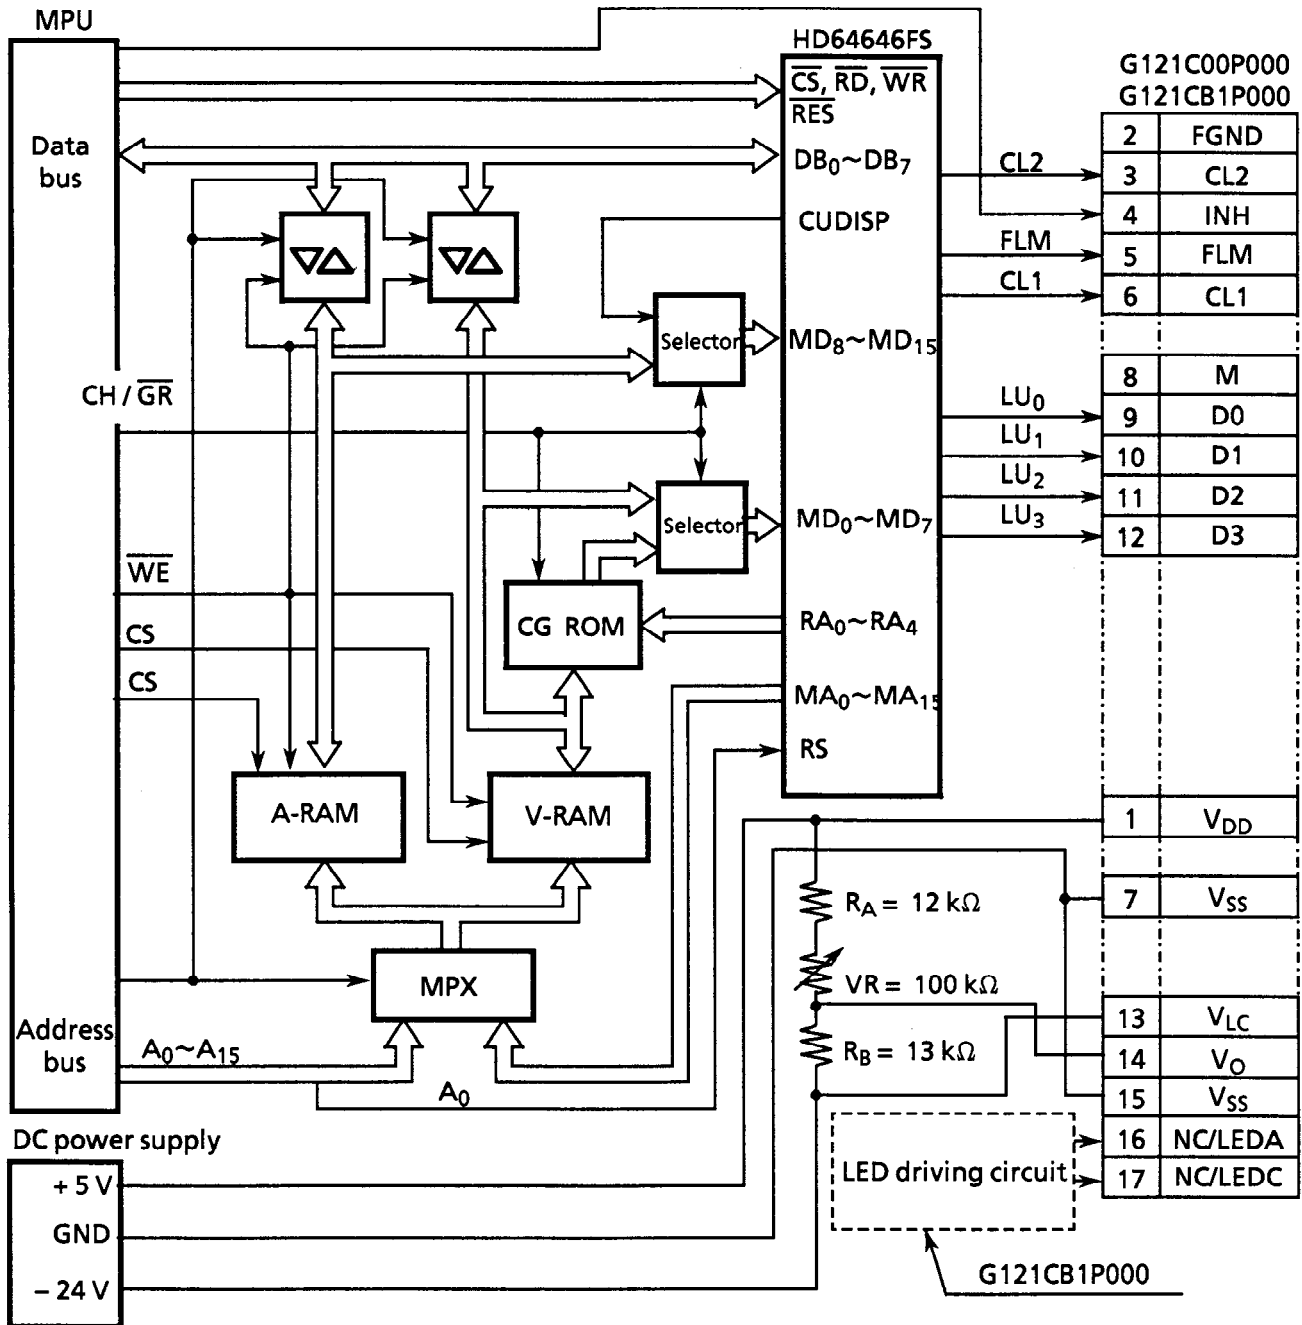 MPU
HD64646FS
G121C00P000
G121CB1P000
Data
bus
CH / GR
WE
CS
CS
Address
bus
A0~A15
A0
CS, RD, WR
RES
DB0~DB7
CUDISP
MD8~MD15
MD0~MD7
RA0~RA4
MA0~MA15
RS
Selector
Selector
CG ROM
A-RAM
V-RAM
MPX
CL2
FLM
CL1
LU0
LU1
LU2
LU3
2 FGND
3 CL2
4 INH
5 FLM
6 CL1
8 M
9 D0
10 D1
11 D2
12 D3
1 VDD
7 VSS
13 VLC
14 VO
15 VSS
16 NC/LEDA
17 NC/LEDC
RA = 12 kΩ
VR = 100 kΩ
RB = 13 kΩ
LED driving circuit
G121CB1P000
DC power supply
+ 5 V
GND
– 24 V